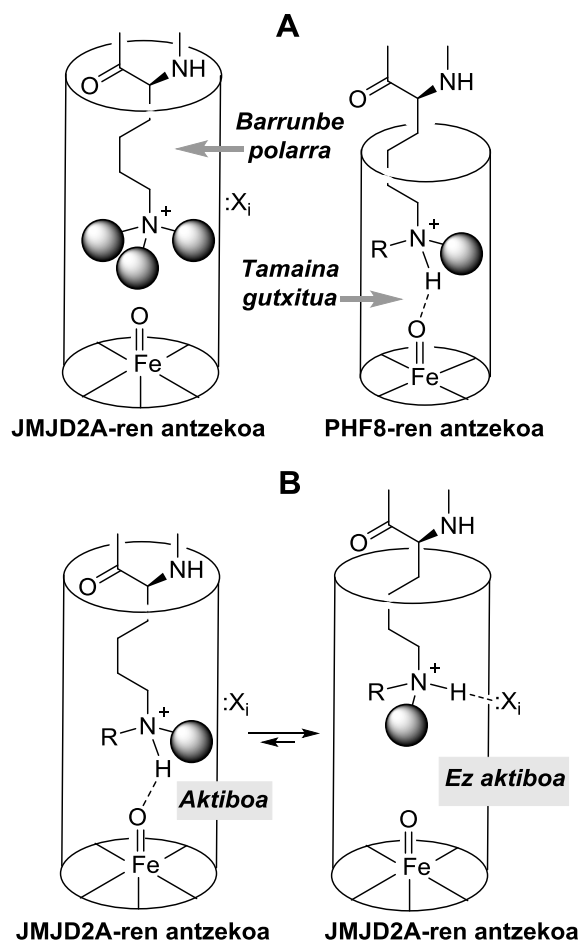 A
O
NH
O
NH
Barrunbe
polarra
:Xi
N+
N+
R
H
Tamaina
gutxitua
O
O
Fe
Fe
JMJD2A-ren antzekoa
PHF8-ren antzekoa
B
O
NH
O
NH
:Xi
N+
R
H
N+
R
H
:Xi
Aktiboa
Ez aktiboa
O
O
Fe
Fe
JMJD2A-ren antzekoa
JMJD2A-ren antzekoa